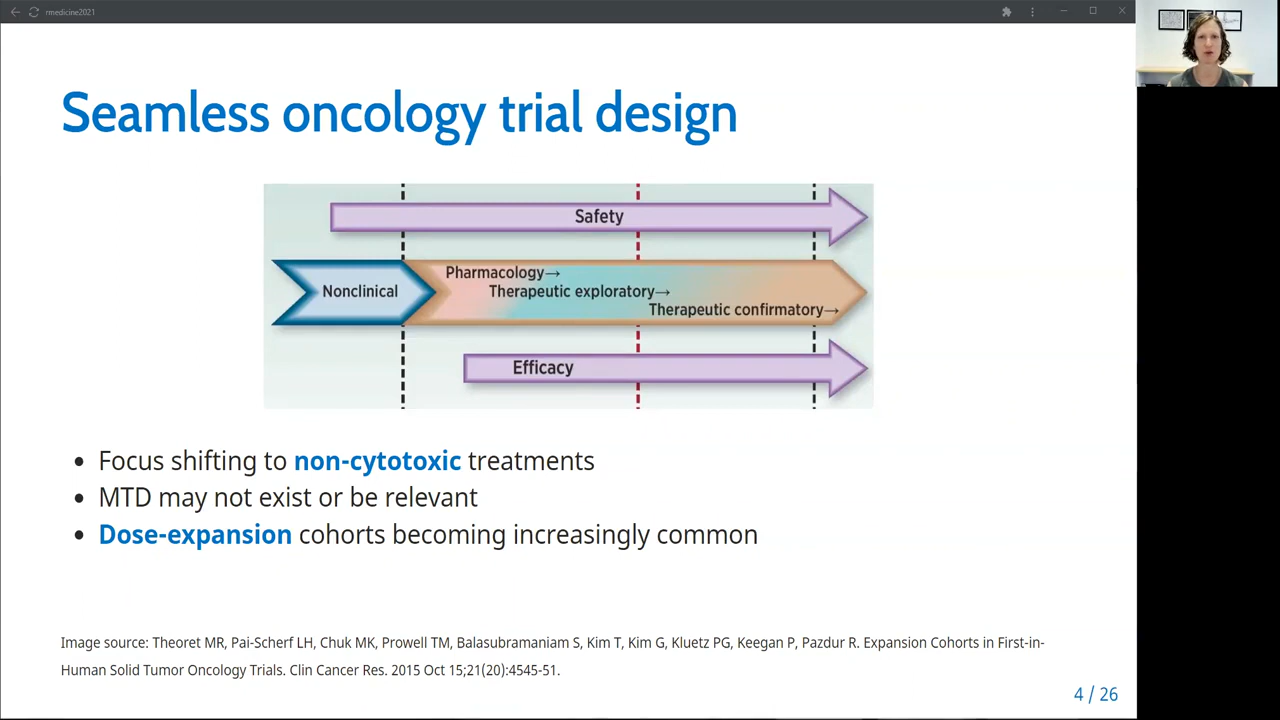 rmedicine2021
Seamless oncology trial design
Safety
Nonclinical
Pharmacology→
Therapeutic exploratory→
Therapeutic confirmatory→
Efficacy
• Focus shifting to non-cytotoxic treatments
• MTD may not exist or be relevant
• Dose-expansion cohorts becoming increasingly common
Image source: Theoret MR, Pai-Scherf LH, Chuk MK, Prowell TM, Balasubramaniam S, Kim T, Kim G, Kluetz PG, Keegan P, Pazdur R. Expansion Cohorts in First-in-
Human Solid Tumor Oncology Trials. Clin Cancer Res. 2015 Oct 15;21(20):4545-51.
4 / 26